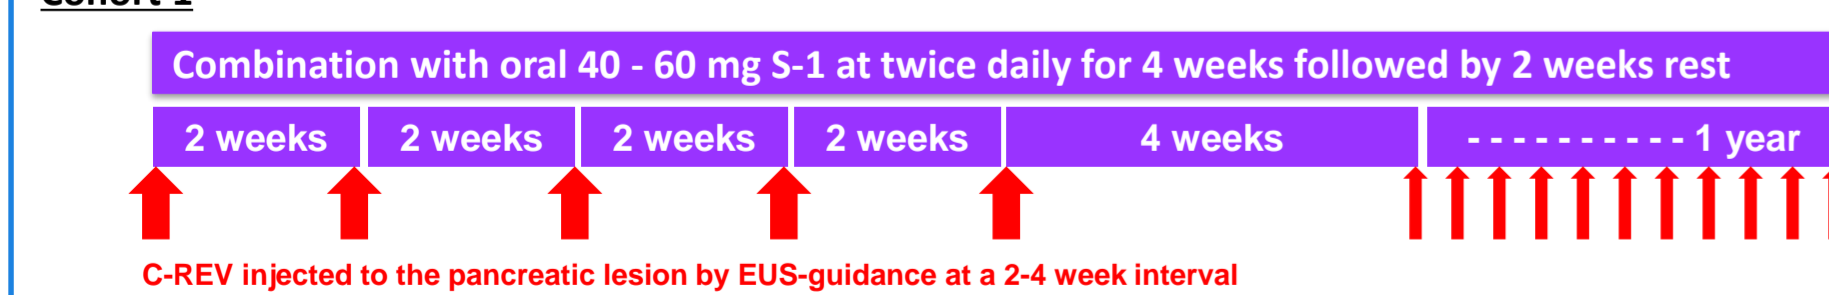 Cohort 1
Combination with oral 40 - 60 mg S-1 at twice daily for 4 weeks followed by 2 weeks rest
2 weeks 2 weeks 2 weeks 2 weeks 4 weeks - - - - - - - - - - 1 year
C-REV injected to the pancreatic lesion by EUS-guidance at a 2-4 week interval